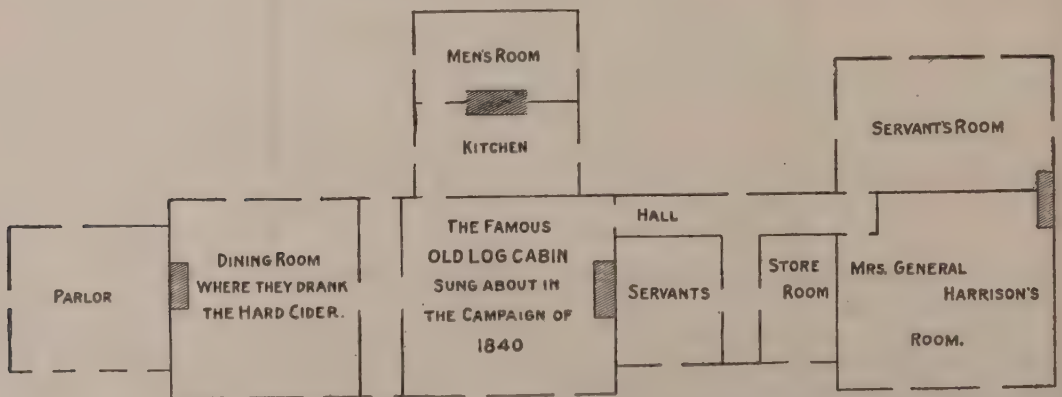 MEN'S ROOM
KITCHEN
SERVANT'S ROOM
PARLOR
DINING ROOM
WHERE THEY DRANK
THE HARD CIDER.
THE FAMOUS
OLD LOG CABIN
SUNG ABOUT IN
THE CAMPAIGN OF
1840
HALL
SERVANTS
STORE
ROOM
MRS. GENERAL
HARRISON'S
ROOM.